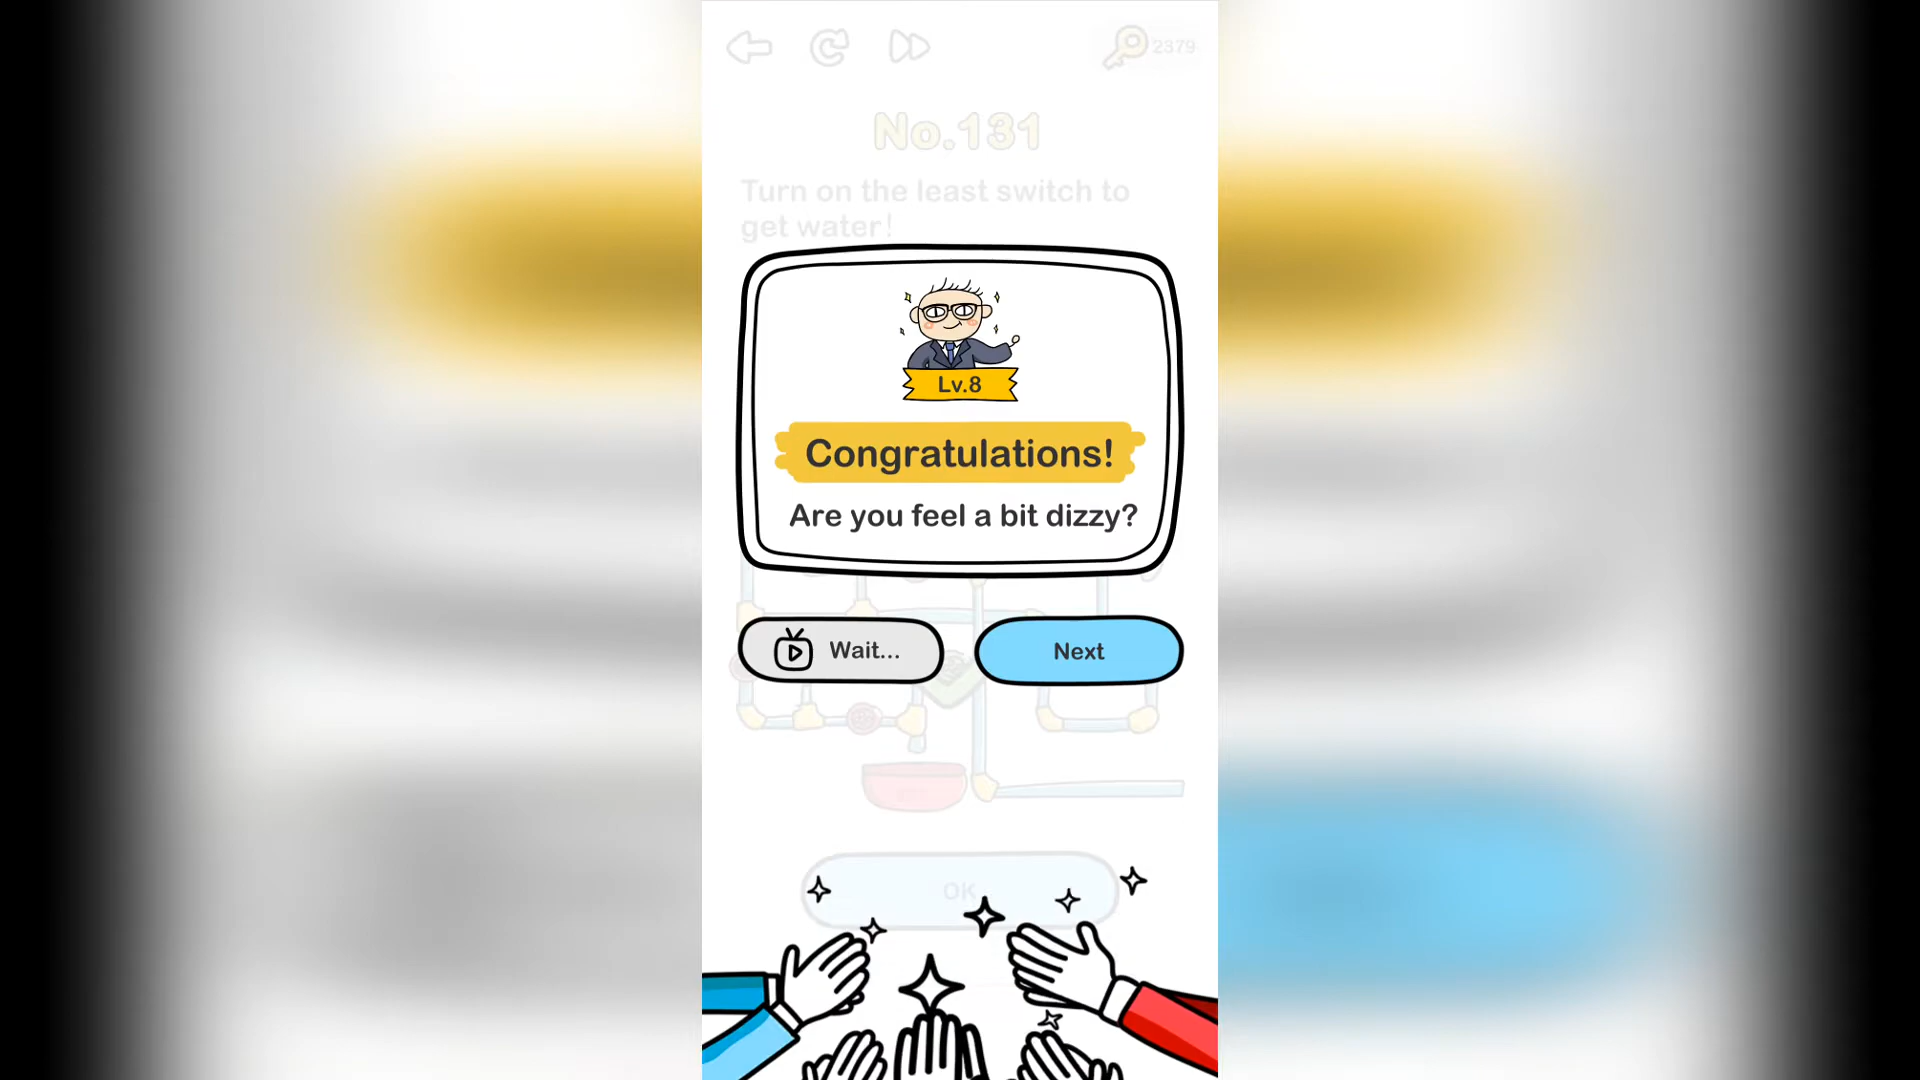 2379
No.131
Turn on the least switch to
get water!
Lv.8
Congratulations!
Are you feel a bit dizzy?
Wait...
Next
OK